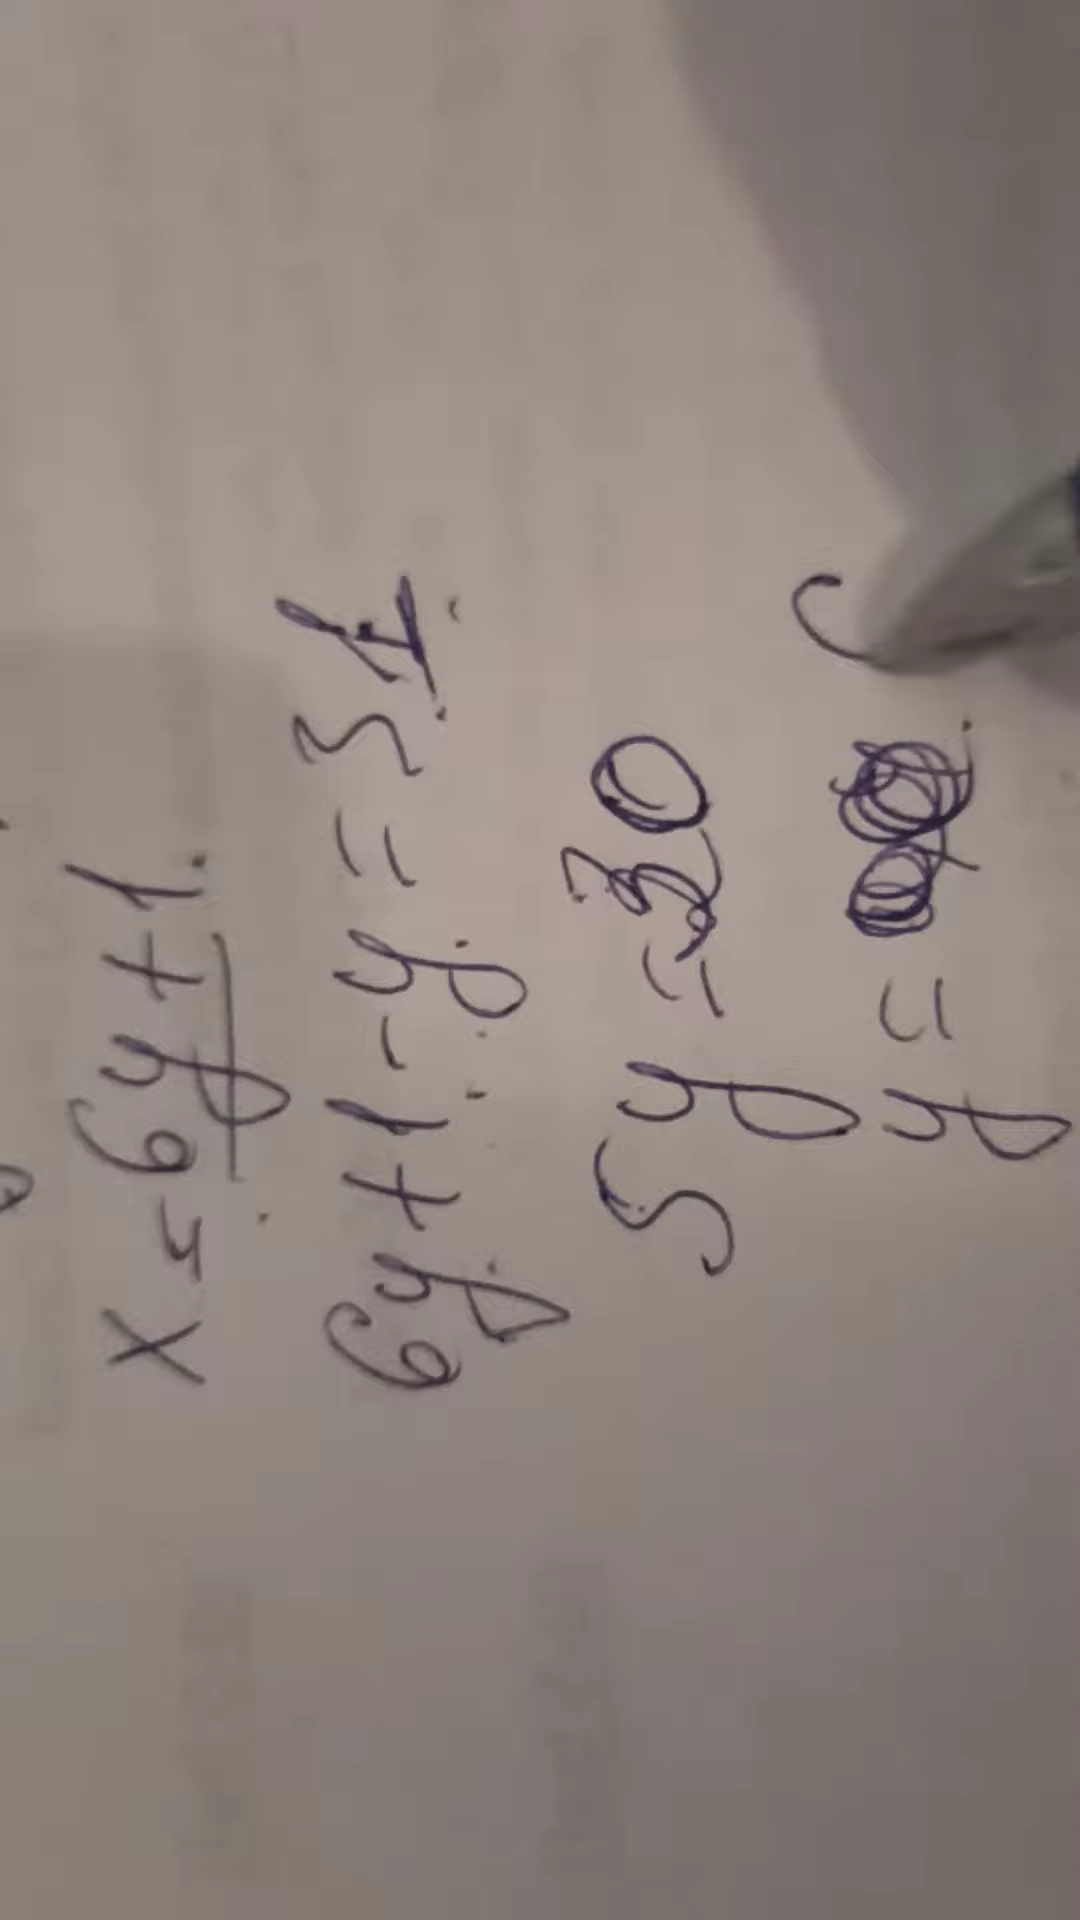 x = 6y + 1
6y + 1 - y = 31
5y = 30
y =